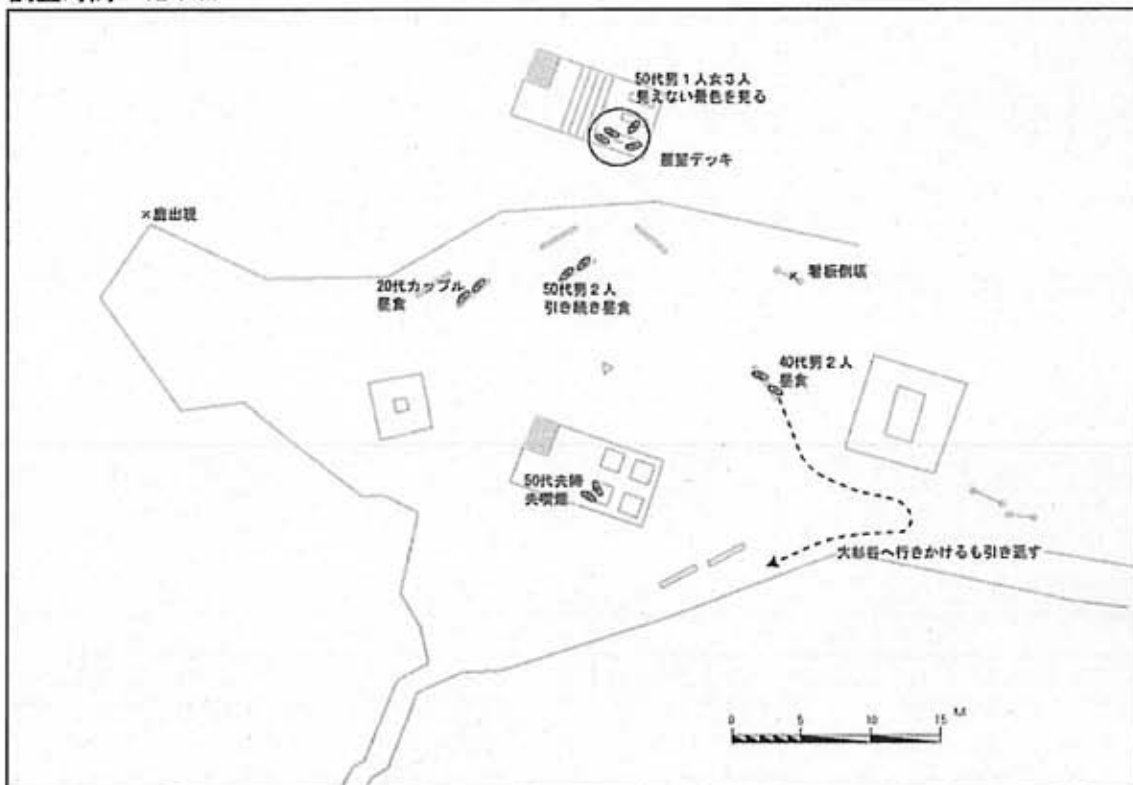 50代男1人女3人
見えない景色を見る
展望デッキ
×鹿出現
20代カップル
昼食
50代男2人
引き続き昼食
看板倒壊
40代男2人
昼食
50代夫婦
夫喫煙
大杉谷へ行きかけるも引き返す
0 5 10 15 M